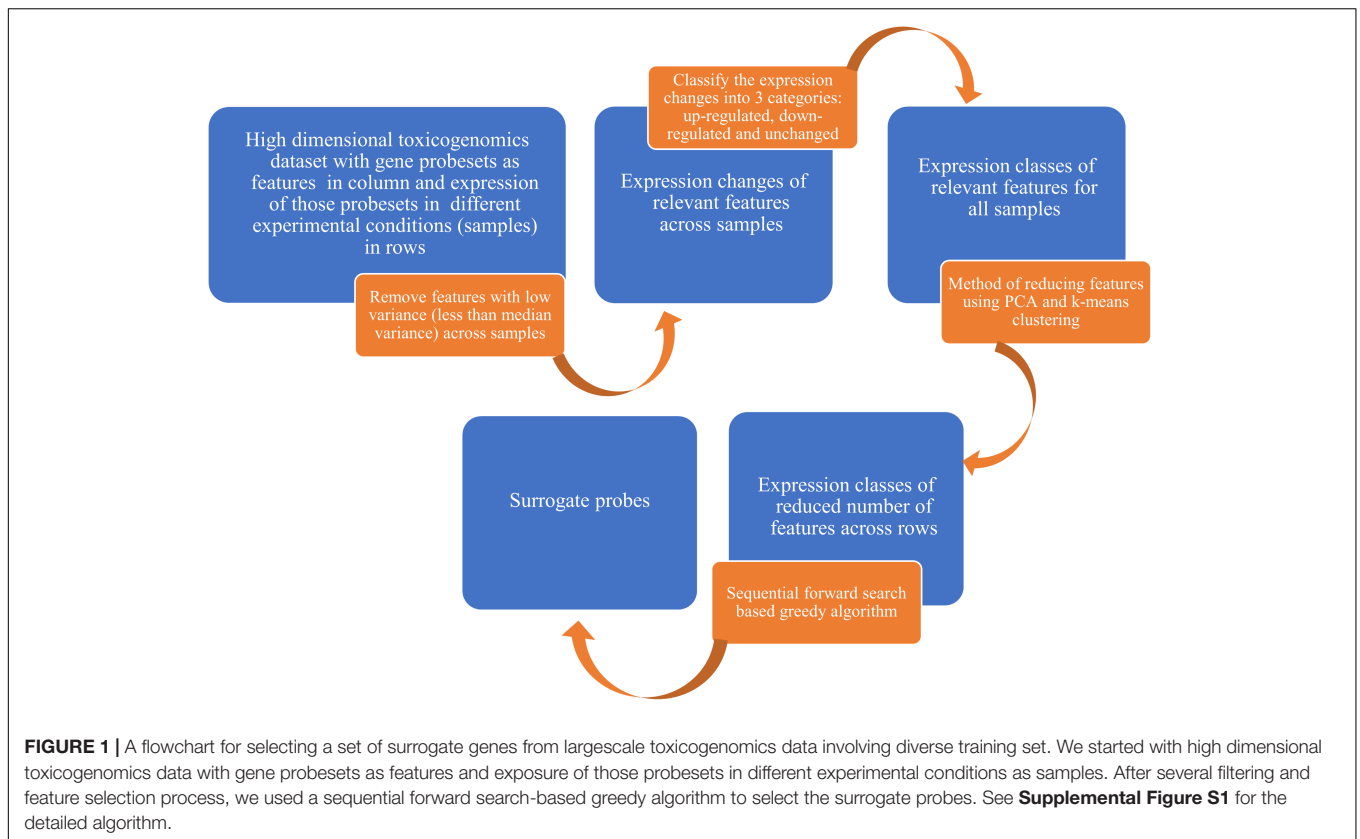 High dimensional toxicogenomics
dataset with gene probesets as
features in column and expression
of those probesets in different
experimental conditions (samples)
in rows
Remove features with low
variance (less than median
variance) across samples
Classify the expression
changes into 3 categories:
up-regulated, down-
regulated and unchanged
Expression changes of
relevant features
across samples
Expression classes of
relevant features for
all samples
Method of reducing features
using PCA and k-means
clustering
Expression classes of
reduced number of
features across rows
Sequential forward search
based greedy algorithm
Surrogate probes
FIGURE 1 | A flowchart for selecting a set of surrogate genes from largescale toxicogenomics data involving diverse training set. We started with high dimensional
toxicogenomics data with gene probesets as features and exposure of those probesets in different experimental conditions as samples. After several filtering and
feature selection process, we used a sequential forward search-based greedy algorithm to select the surrogate probes. See Supplemental Figure S1 for the
detailed algorithm.